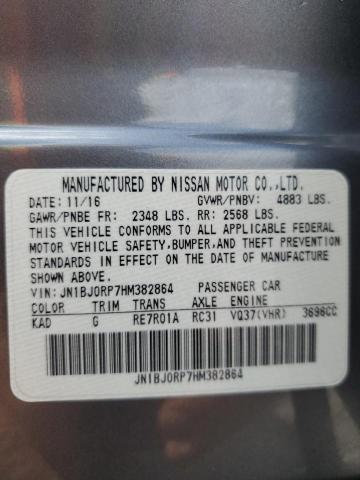 MANUFACTURED BY NISSAN MOTOR CO.,LTD.
DATE: 11/16 GVWR/PNBV: 4883 LBS.
GAWR/PNBE FR: 2348 LBS. RR: 2568 LBS.
THIS VEHICLE CONFORMS TO ALL APPLICABLE FEDERAL
MOTOR VEHICLE SAFETY, BUMPER, AND THEFT PREVENTION
STANDARDS IN EFFECT ON THE DATE OF MANUFACTURE
SHOWN ABOVE.
VIN: JN1BJ0RP7HM382864 PASSENGER CAR
COLOR TRIM TRANS AXLE ENGINE
KAD G RE7R01A RC31 VQ37(VHR) 3696CC
JN1BJ0RP7HM382864